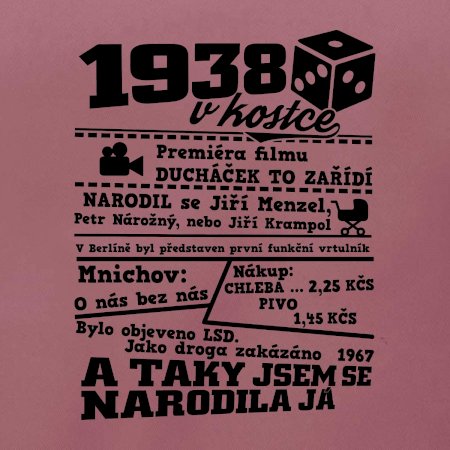 1938
v kostce
Premiéra filmu
DUCHÁČEK TO ZAŘÍDÍ
NARODIL se Jiří Menzel,
Petr Nárožný, nebo Jiří Krampol
V Berlíně byl představen první funkční vrtulník
Mnichov:
O nás bez nás
Nákup:
CHLEBA ... 2,25 KČS
PIVO
1,45 KČS
Bylo objeveno LSD.
Jako droga zakázáno 1967
A TAKY JSEM SE
NARODILA JÁ